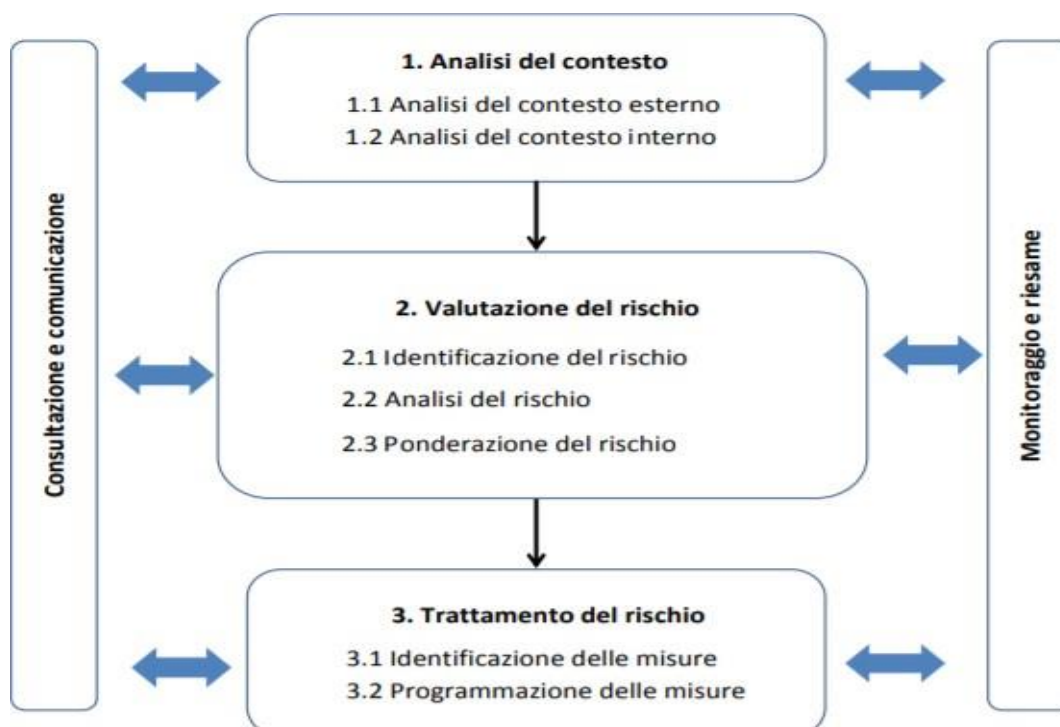 Consultazione e comunicazione
1. Analisi del contesto
1.1 Analisi del contesto esterno
1.2 Analisi del contesto interno
2. Valutazione del rischio
2.1 Identificazione del rischio
2.2 Analisi del rischio
2.3 Ponderazione del rischio
3. Trattamento del rischio
3.1 Identificazione delle misure
3.2 Programmazione delle misure
Monitoraggio e riesame